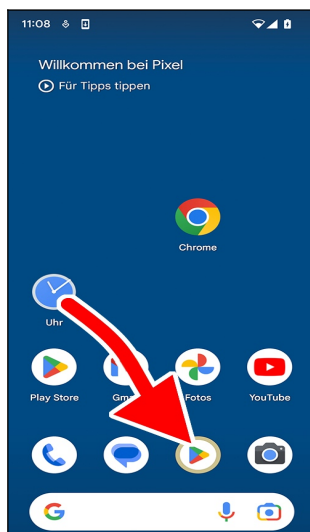 11:08
Willkommen bei Pixel
Für Tipps tippen
Chrome
Uhr
Play Store
Fotos
YouTube